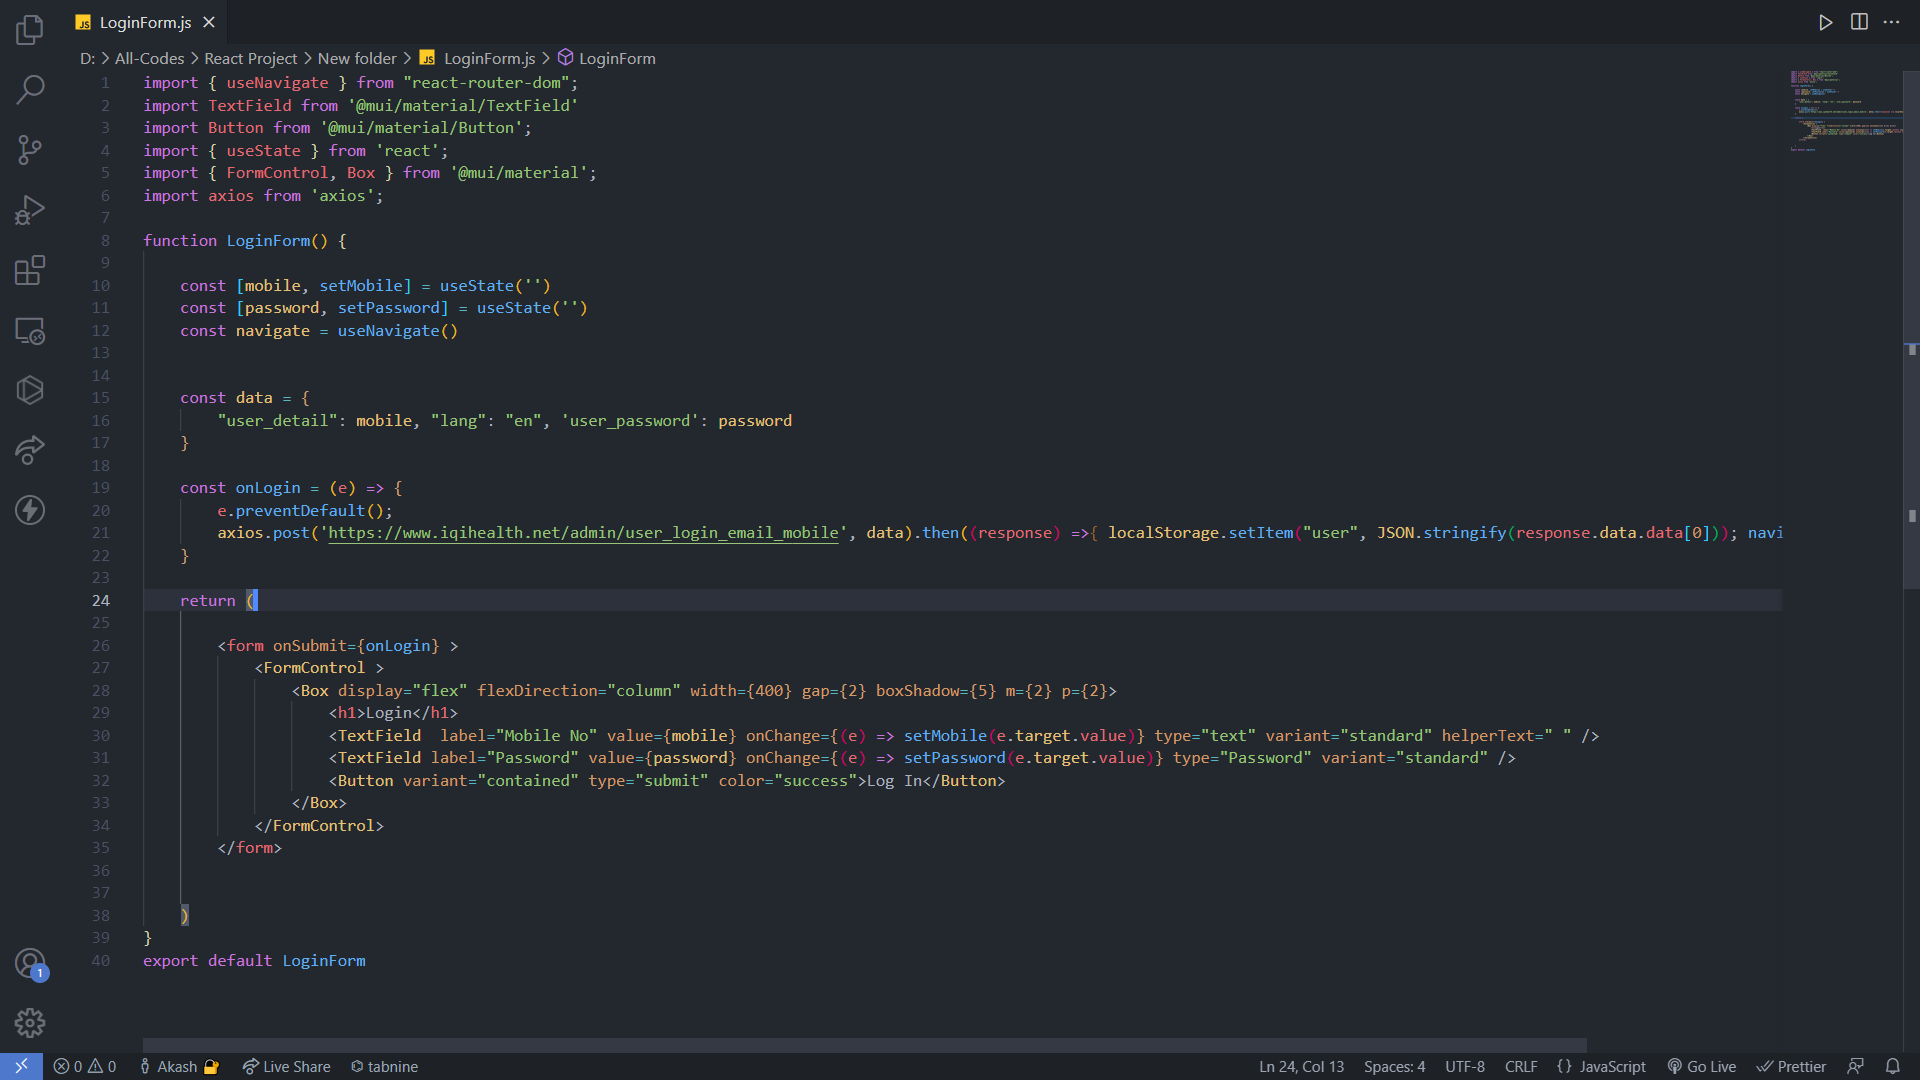 LoginForm.js
D: > All-Codes > React Project > New folder > JS LoginForm.js > LoginForm
1 import { useNavigate } from "react-router-dom";
2 import TextField from '@mui/material/TextField'
3 import Button from '@mui/material/Button';
4 import { useState } from 'react';
5 import { FormControl, Box } from '@mui/material';
6 import axios from 'axios';
7
8 function LoginForm() {
9
10 const [mobile, setMobile] = useState('')
11 const [password, setPassword] = useState('')
12 const navigate = useNavigate()
13
14
15 const data = {
16 "user_detail": mobile, "lang": "en", 'user_password': password
17 }
18
19 const onLogin = (e) => {
20 e.preventDefault();
21 axios.post('https://www.iqihealth.net/admin/user_login_email_mobile', data).then((response) =>{ localStorage.setItem("user", JSON.stringify(response.data.data[0])); navi
22 }
23
24 return (
25
26 <form onSubmit={onLogin} >
27 <FormControl >
28 <Box display="flex" flexDirection="column" width={400} gap={2} boxShadow={5} m={2} p={2}>
29 <h1>Login</h1>
30 <TextField  label="Mobile No" value={mobile} onChange={(e) => setMobile(e.target.value)} type="text" variant="standard" helperText=" " />
31 <TextField label="Password" value={password} onChange={(e) => setPassword(e.target.value)} type="Password" variant="standard" />
32 <Button variant="contained" type="submit" color="success">Log In</Button>
33 </Box>
34 </FormControl>
35 </form>
36
37
38 )
39 }
40 export default LoginForm
1
0 0 Akash Live Share tabnine Ln 24, Col 13 Spaces: 4 UTF-8 CRLF {} JavaScript Go Live Prettier